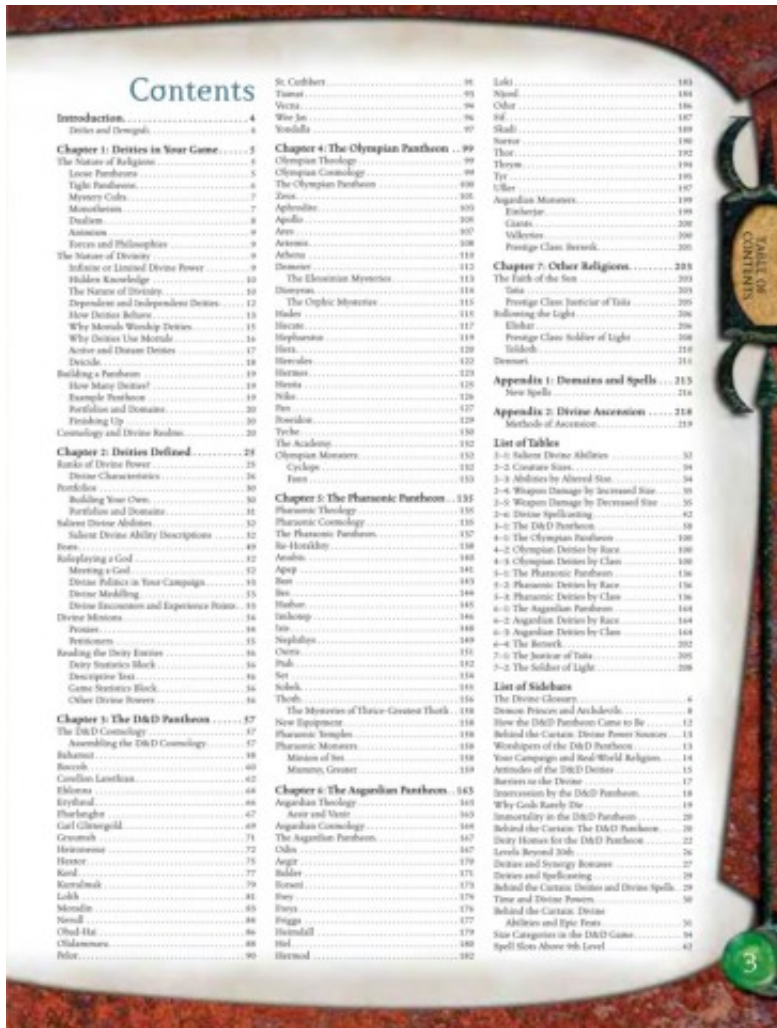 Contents
Introduction 4
Deities and Demigods 4
Chapter 1: Deities in Your Game 5
The Nature of Religions 5
Loose Pantheons 5
Tight Pantheons 6
Mystery Cults 7
Monotheism 7
Dualism 8
Animism 9
Forces and Philosophies 9
The Nature of Divinity 9
Infinite or Limited Divine Power 9
Hidden Knowledge 10
The Nature of Divinity 10
Dependent and Independent Deities 12
How Deities Behave 13
Why Mortals Worship Deities 15
Why Deities Use Mortals 16
Active and Distant Deities 17
Deicide 18
Building a Pantheon 19
How Many Deities? 19
Example Pantheon 19
Portfolios and Domains 20
Finishing Up 20
Cosmology and Divine Realms 20
Chapter 2: Deities Defined 25
Ranks of Divine Power 25
Divine Characteristics 26
Portfolios 30
Building Your Own 30
Portfolios and Domains 31
Salient Divine Abilities 32
Salient Divine Ability Descriptions 32
Feats 49
Roleplaying a God 52
Meeting a God 52
Divine Politics in Your Campaign 53
Divine Meddling 53
Divine Encounters and Experience Points 53
Divine Minions 54
Proxies 54
Petitioners 55
Reading the Deity Entries 56
Deity Statistics Block 56
Descriptive Text 56
Game Statistics Block 56
Other Divine Powers 56
Chapter 3: The D&D Pantheon 57
The D&D Cosmology 57
Assembling the D&D Cosmology 57
Bahamut 58
Boccob 60
Corellon Larethian 62
Ehlonna 64
Erythnul 66
Fharlanghn 67
Garl Glittergold 69
Gruumsh 71
Heironeous 72
Hextor 75
Kord 77
Kurtulmak 79
Lolth 81
Moradin 83
Nerull 84
Obad-Hai 86
Olidammara 88
Pelor 90
St. Cuthbert 91
Tiamat 93
Vecna 94
Wee Jas 96
Yondalla 97
Chapter 4: The Olympian Pantheon 99
Olympian Theology 99
Olympian Cosmology 99
The Olympian Pantheon 100
Zeus 101
Aphrodite 103
Apollo 105
Ares 107
Artemis 108
Athena 110
Demeter 112
The Eleusinian Mysteries 113
Dionysus 114
The Orphic Mysteries 115
Hades 115
Hecate 117
Hephaestus 119
Hera 120
Hercules 122
Hermes 123
Hestia 125
Nike 126
Pan 127
Poseidon 129
Tyche 130
The Academy 132
Olympian Monsters 132
Cyclops 132
Faun 133
Chapter 5: The Pharaonic Pantheon 135
Pharaonic Theology 135
Pharaonic Cosmology 135
The Pharaonic Pantheon 137
Re-Horakhty 138
Anubis 140
Apep 141
Bast 143
Bes 144
Hathor 145
Imhotep 146
Isis 148
Nephthys 149
Osiris 151
Ptah 152
Set 154
Sobek 155
Thoth 156
The Mysteries of Thrice-Greatest Thoth 158
New Equipment 158
Pharaonic Temples 158
Pharaonic Monsters 158
Minion of Set 158
Mummy, Greater 159
Chapter 6: The Asgardian Pantheon 163
Asgardian Theology 163
Aesir and Vanir 163
Asgardian Cosmology 164
The Asgardian Pantheon 167
Odin 167
Aegir 170
Balder 171
Forseti 173
Frey 174
Freya 176
Frigga 177
Heimdall 179
Hel 180
Hermod 182
Loki 183
Njord 184
Odur 186
Sif 187
Skadi 189
Surtur 190
Thor 192
Thrym 194
Tyr 195
Uller 197
Asgardian Monsters 199
Einherjar 199
Giants 200
Valkyries 200
Prestige Class: Berserk 201
Chapter 7: Other Religions 203
The Faith of the Sun 203
Taiia 203
Prestige Class: Justiciar of Taiia 205
Following the Light 206
Elishar 206
Prestige Class: Soldier of Light 208
Toldoth 210
Dennari 211
Appendix 1: Domains and Spells 213
New Spells 216
Appendix 2: Divine Ascension 218
Methods of Ascension 219
List of Tables
2–1: Salient Divine Abilities 32
2–2: Creature Sizes 34
2–3: Abilities by Altered Size 34
2–4: Weapon Damage by Increased Size 35
2–5: Weapon Damage by Decreased Size 35
2–6: Divine Spellcasting 42
3–1: The D&D Pantheon 58
4–1: The Olympian Pantheon 100
4–2: Olympian Deities by Race 100
4–3: Olympian Deities by Class 100
5–1: The Pharaonic Pantheon 136
5–2: Pharaonic Deities by Race 136
5–3: Pharaonic Deities by Class 136
6–1: The Asgardian Pantheon 164
6–2: Asgardian Deities by Race 164
6–3: Asgardian Deities by Class 164
6–4: The Berserk 202
7–1: The Justiciar of Taiia 205
7–2: The Soldier of Light 208
List of Sidebars
The Divine Glossary 6
Demon Princes and Archdevils 8
How the D&D Pantheon Came to Be 12
Behind the Curtain: Divine Power Sources 13
Worshipers of the D&D Pantheon 13
Your Campaign and Real-World Religion 14
Attitudes of the D&D Deities 15
Barriers to the Divine 17
Intercession by the D&D Pantheon 18
Why Gods Rarely Die 19
Immortality in the D&D Pantheon 20
Behind the Curtain: The D&D Pantheon 20
Deity Homes for the D&D Pantheon 22
Levels Beyond 20th 26
Deities and Synergy Bonuses 27
Deities and Spellcasting 29
Behind the Curtain: Deities and Divine Spells 29
Time and Divine Powers 30
Behind the Curtain: Divine
Abilities and Epic Feats 31
Size Categories in the D&D Game 34
Spell Slots Above 9th Level 42
TABLE OF
CONTENTS
3